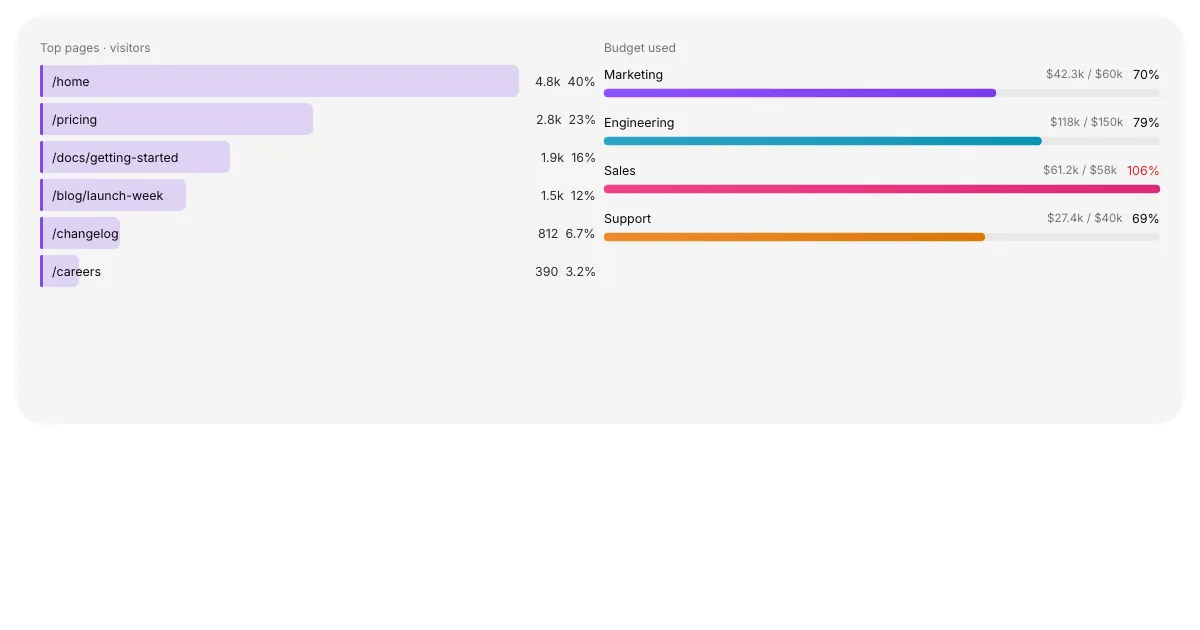 Top pages · visitors
/home 4.8k 40%
/pricing 2.8k 23%
/docs/getting-started 1.9k 16%
/blog/launch-week 1.5k 12%
/changelog 812 6.7%
/careers 390 3.2%
Budget used
Marketing $42.3k / $60k 70%
Engineering $118k / $150k 79%
Sales $61.2k / $58k 106%
Support $27.4k / $40k 69%